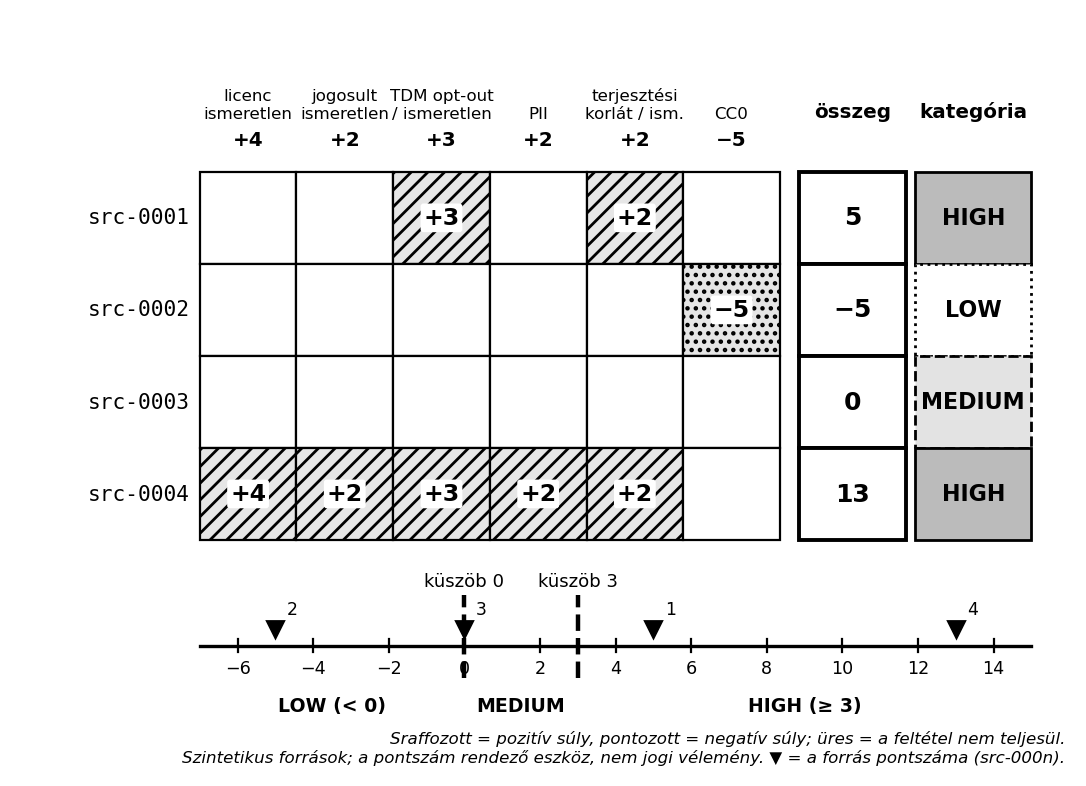 licenc jogosult TDM opt-out terjesztési
ismeretlen ismeretlen / ismeretlen PII korlát / ism. CC0 összeg kategória
+4 +2 +3 +2 +2 −5
src-0001 +3 +2 5 HIGH
src-0002 −5 −5 LOW
src-0003 0 MEDIUM
src-0004 +4 +2 +3 +2 +2 13 HIGH
küszöb 0 küszöb 3
2 3 1 4
−6 −4 −2 0 2 4 6 8 10 12 14
LOW (< 0) MEDIUM HIGH (≥ 3)
Sraffozott = pozitív súly, pontozott = negatív súly; üres = a feltétel nem teljesül.
Szintetikus források; a pontszám rendező eszköz, nem jogi vélemény. ▼ = a forrás pontszáma (src-000n).